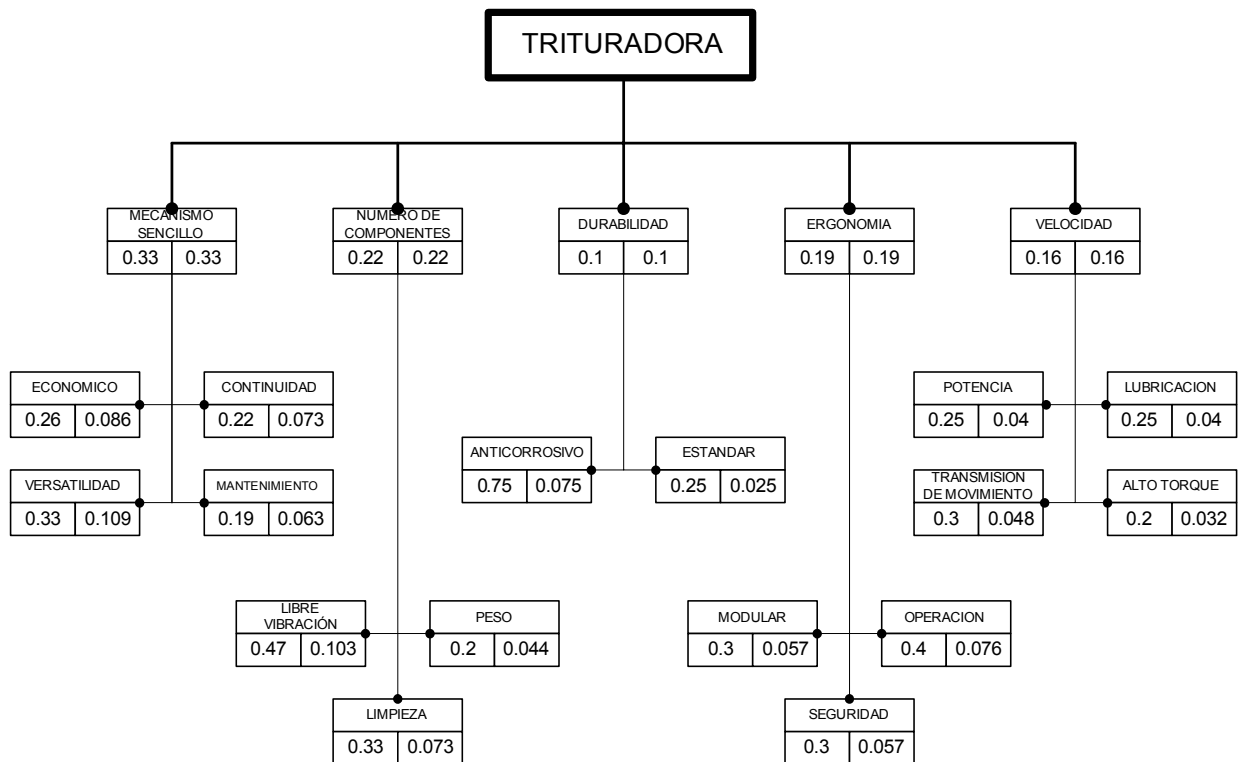 TRITURADORA
MECANISMO
SENCILLO
0.33 0.33
NUMERO DE
COMPONENTES
0.22 0.22
DURABILIDAD
0.1 0.1
ERGONOMIA
0.19 0.19
VELOCIDAD
0.16 0.16
ECONOMICO
0.26 0.086
CONTINUIDAD
0.22 0.073
VERSATILIDAD
0.33 0.109
MANTENIMIENTO
0.19 0.063
LIBRE
VIBRACIÓN
0.47 0.103
PESO
0.2 0.044
LIMPIEZA
0.33 0.073
ANTICORROSIVO
0.75 0.075
ESTANDAR
0.25 0.025
MODULAR
0.3 0.057
OPERACION
0.4 0.076
SEGURIDAD
0.3 0.057
POTENCIA
0.25 0.04
LUBRICACION
0.25 0.04
TRANSMISION
DE MOVIMIENTO
0.3 0.048
ALTO TORQUE
0.2 0.032